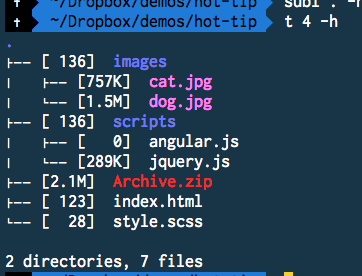 ✝ ~/Dropbox/demos/hot-tip subl . -n
✝ ~/Dropbox/demos/hot-tip t 4 -h
.
├── [ 136] images
│   ├── [757K] cat.jpg
│   └── [1.5M] dog.jpg
├── [ 136] scripts
│   ├── [   0] angular.js
│   └── [289K] jquery.js
├── [2.1M] Archive.zip
├── [ 123] index.html
└── [  28] style.scss
2 directories, 7 files